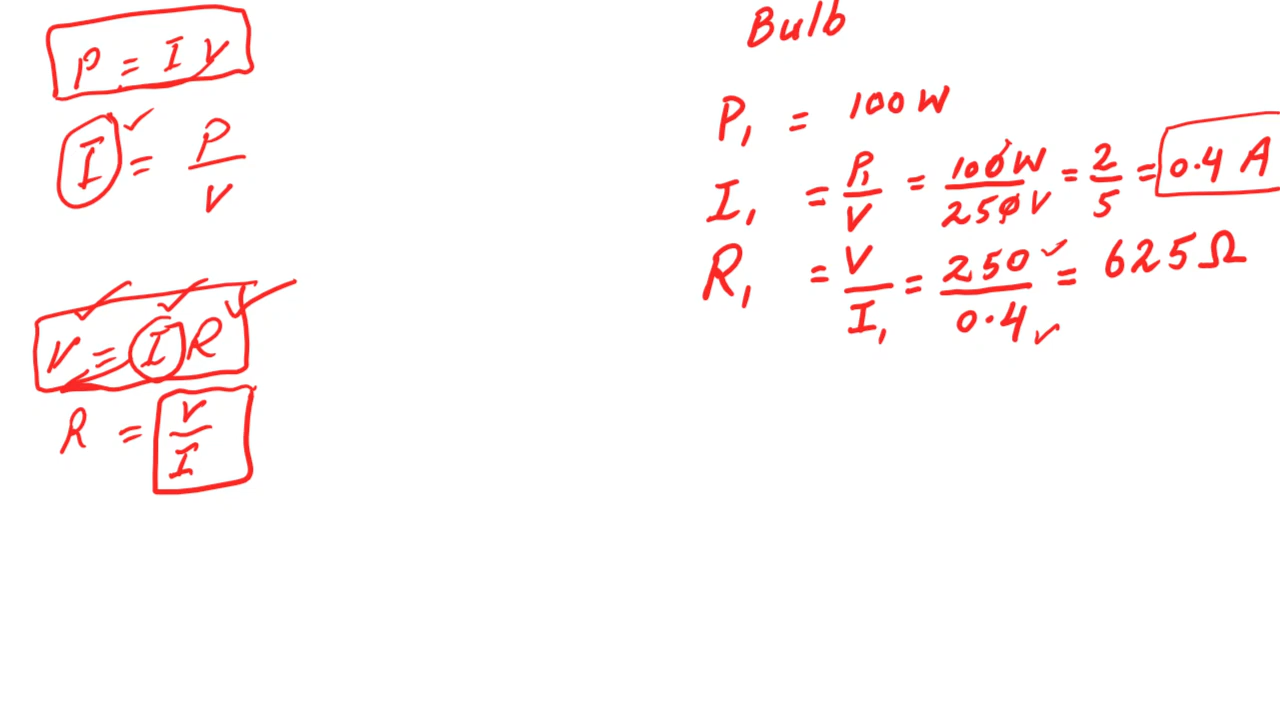 P = IV
I = P/V
V = IR
R = V/I
Bulb
P₁ = 100W
I₁ = P₁/V = 100W/250V = 2/5 = 0.4 A
R₁ = V/I₁ = 250/0.4 = 625Ω